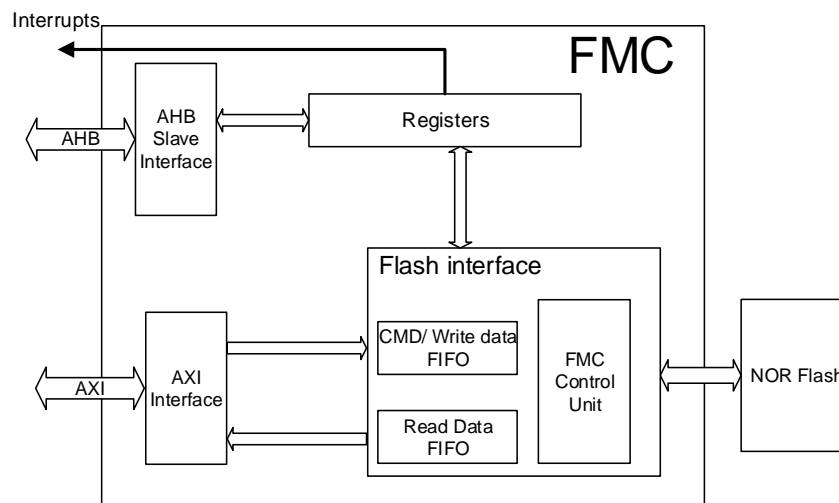 Interrupts
FMC
AHB
Slave
Interface
Registers
AHB
Flash interface
CMD/ Write data
FIFO
FMC
Control
Unit
NOR Flash
AXI
AXI
Interface
Read Data
FIFO